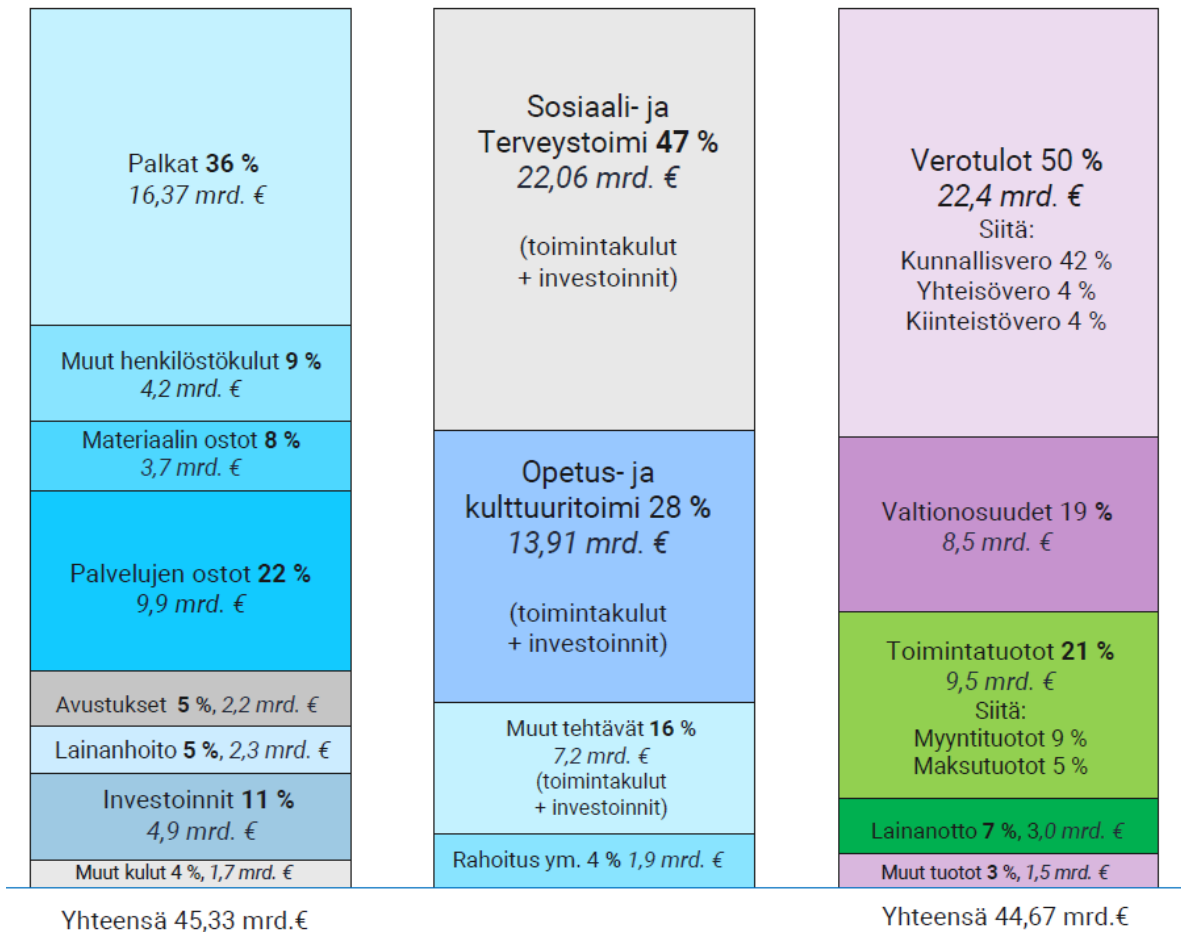 Palkat 36 %
16,37 mrd. €
Muut henkilöstökulut 9 %
4,2 mrd. €
Materiaalin ostot 8 %
3,7 mrd. €
Palvelujen ostot 22 %
9,9 mrd. €
Avustukset 5 %, 2,2 mrd. €
Lainanhoito 5 %, 2,3 mrd. €
Investoinnit 11 %
4,9 mrd. €
Muut kulut 4 %, 1,7 mrd. €
Yhteensä 45,33 mrd.€
Sosiaali- ja
Terveystoimi 47 %
22,06 mrd. €
(toimintakulut
+ investoinnit)
Opetus- ja
kulttuuritoimi 28 %
13,91 mrd. €
(toimintakulut
+ investoinnit)
Muut tehtävät 16 %
7,2 mrd. €
(toimintakulut
+ investoinnit)
Rahoitus ym. 4 % 1,9 mrd. €
Verotulot 50 %
22,4 mrd. €
Siitä:
Kunnallisvero 42 %
Yhteisövero 4 %
Kiinteistövero 4 %
Valtionosuudet 19 %
8,5 mrd. €
Toimintatuotot 21 %
9,5 mrd. €
Siitä:
Myyntituotot 9 %
Maksutuotot 5 %
Lainanotto 7 %, 3,0 mrd. €
Muut tuotot 3 %, 1,5 mrd. €
Yhteensä 44,67 mrd.€